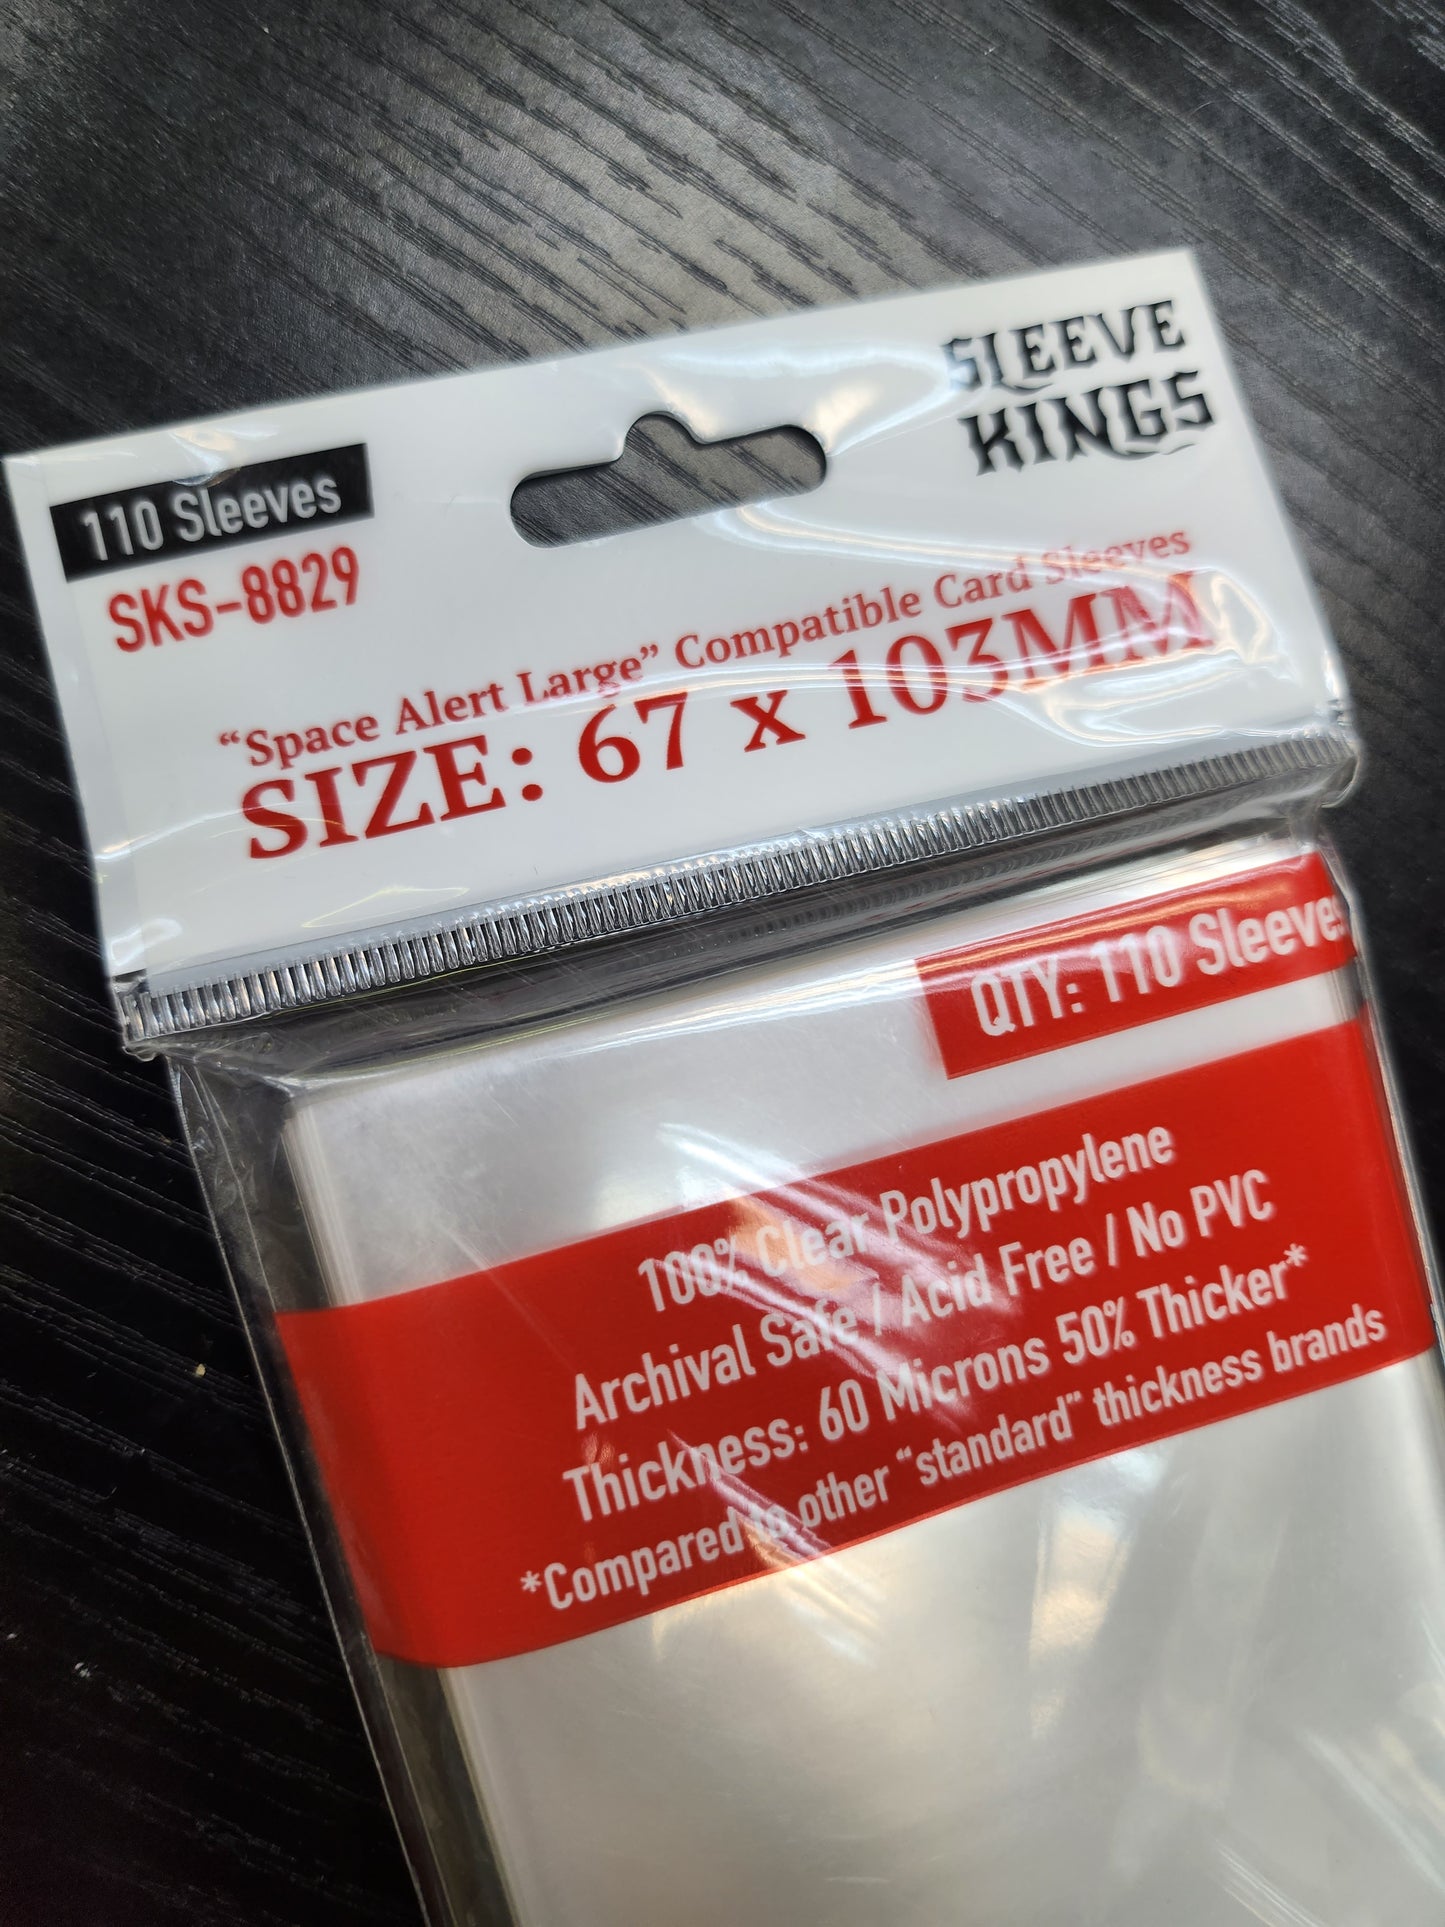 SLEEVE
KINGS
110 Sleeves
SKS-8829
“Space Alert Large” Compatible Card Sleeves
SIZE: 67 x 103MM
QTY: 110 Sleeves
100% Clear Polypropylene
Archival Safe / Acid Free / No PVC
Thickness: 60 Microns 50% Thicker*
*Compared to other “standard” thickness brands